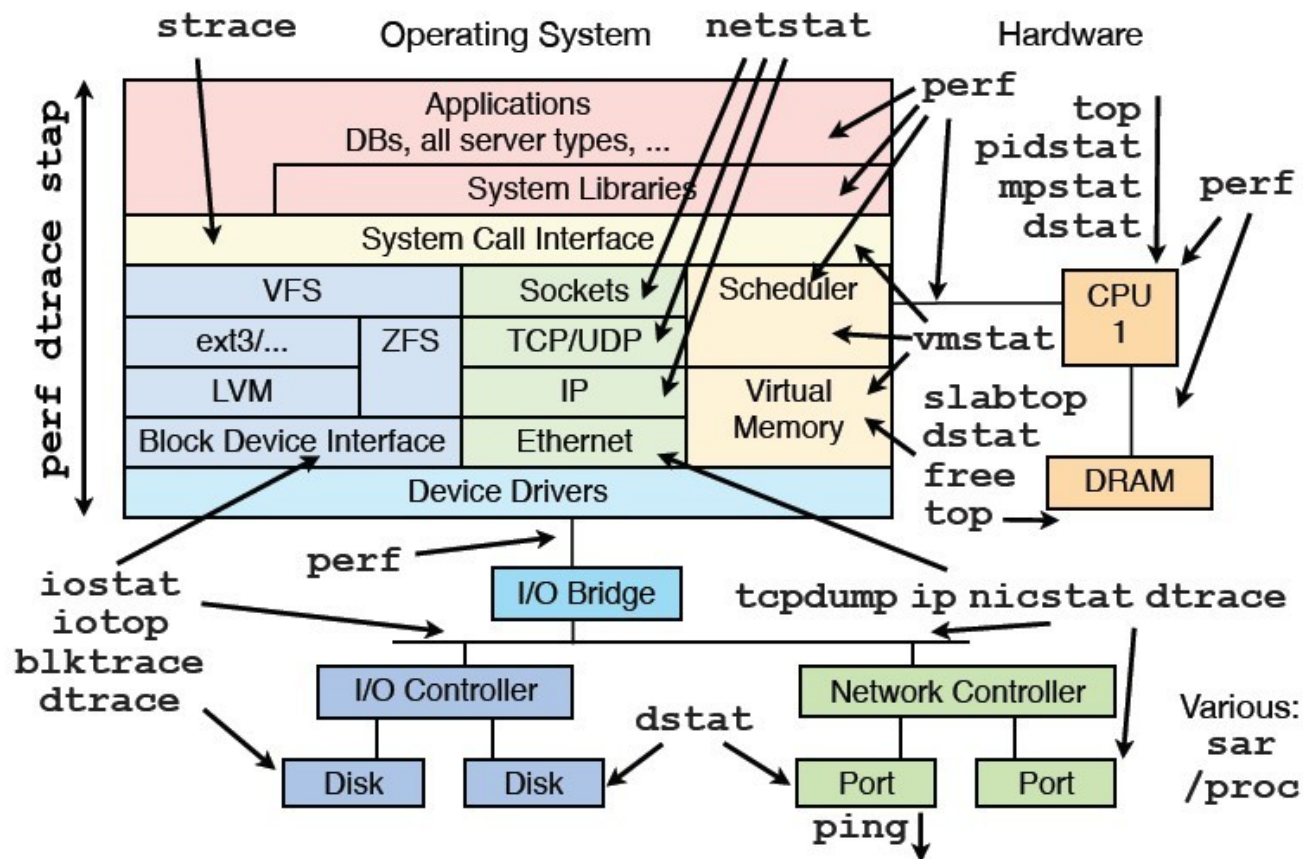 strace
Operating System
netstat
Hardware
perf dtrace stap
Applications
DBs, all server types, ...
System Libraries
System Call Interface
VFS
Sockets
Scheduler
ext3/...
ZFS
TCP/UDP
LVM
IP
Virtual
Memory
Block Device Interface
Ethernet
Device Drivers
perf
top
pidstat
mpstat
dstat
perf
CPU
1
vmstat
slabtop
dstat
free
top
DRAM
perf
I/O Bridge
iostat
iotop
blktrace
dtrace
tcpdump ip nicstat dtrace
I/O Controller
Network Controller
dstat
Disk
Disk
Port
Port
ping
Various:
sar
/proc